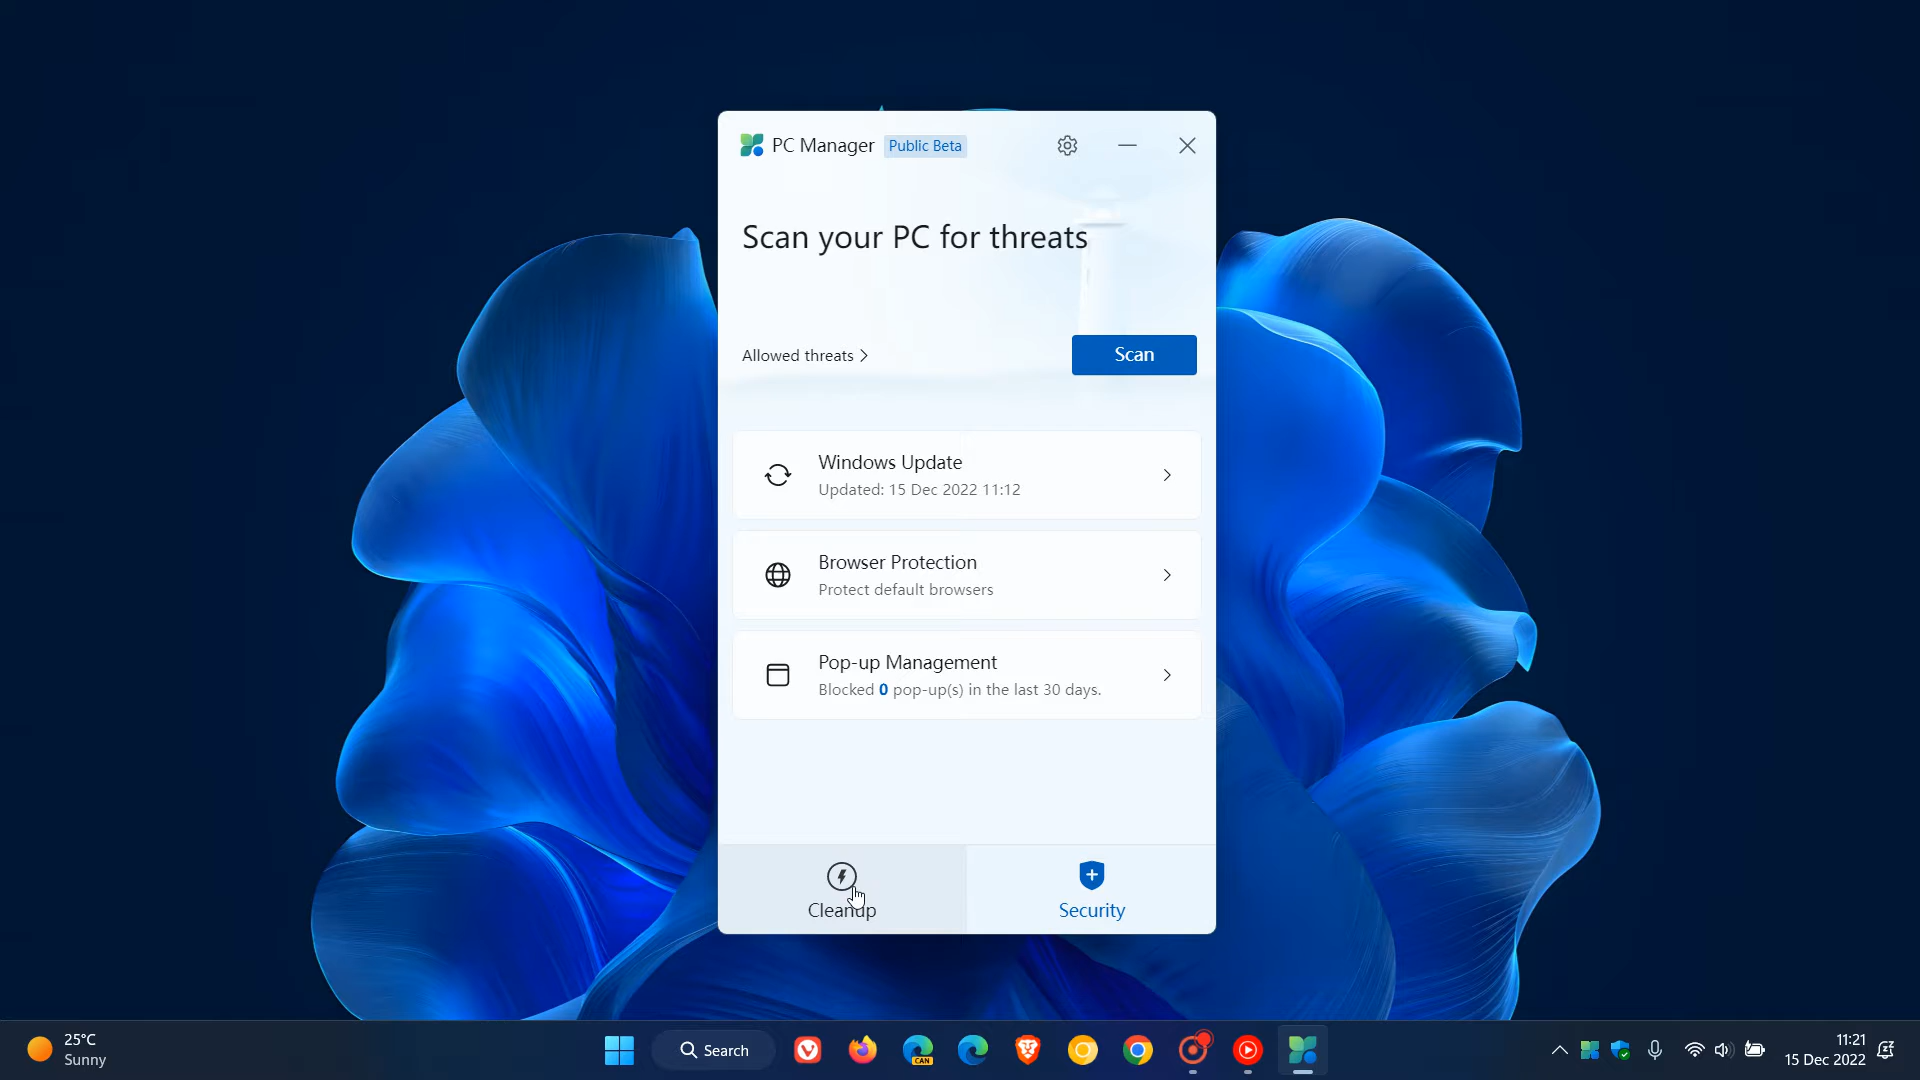 PC Manager Public Beta
Scan your PC for threats
Allowed threats
Scan
Windows Update
Updated: 15 Dec 2022 11:12
Browser Protection
Protect default browsers
Pop-up Management
Blocked 0 pop-up(s) in the last 30 days.
Cleanup
Security
25°C
Sunny
Search
CAN
11:21
15 Dec 2022